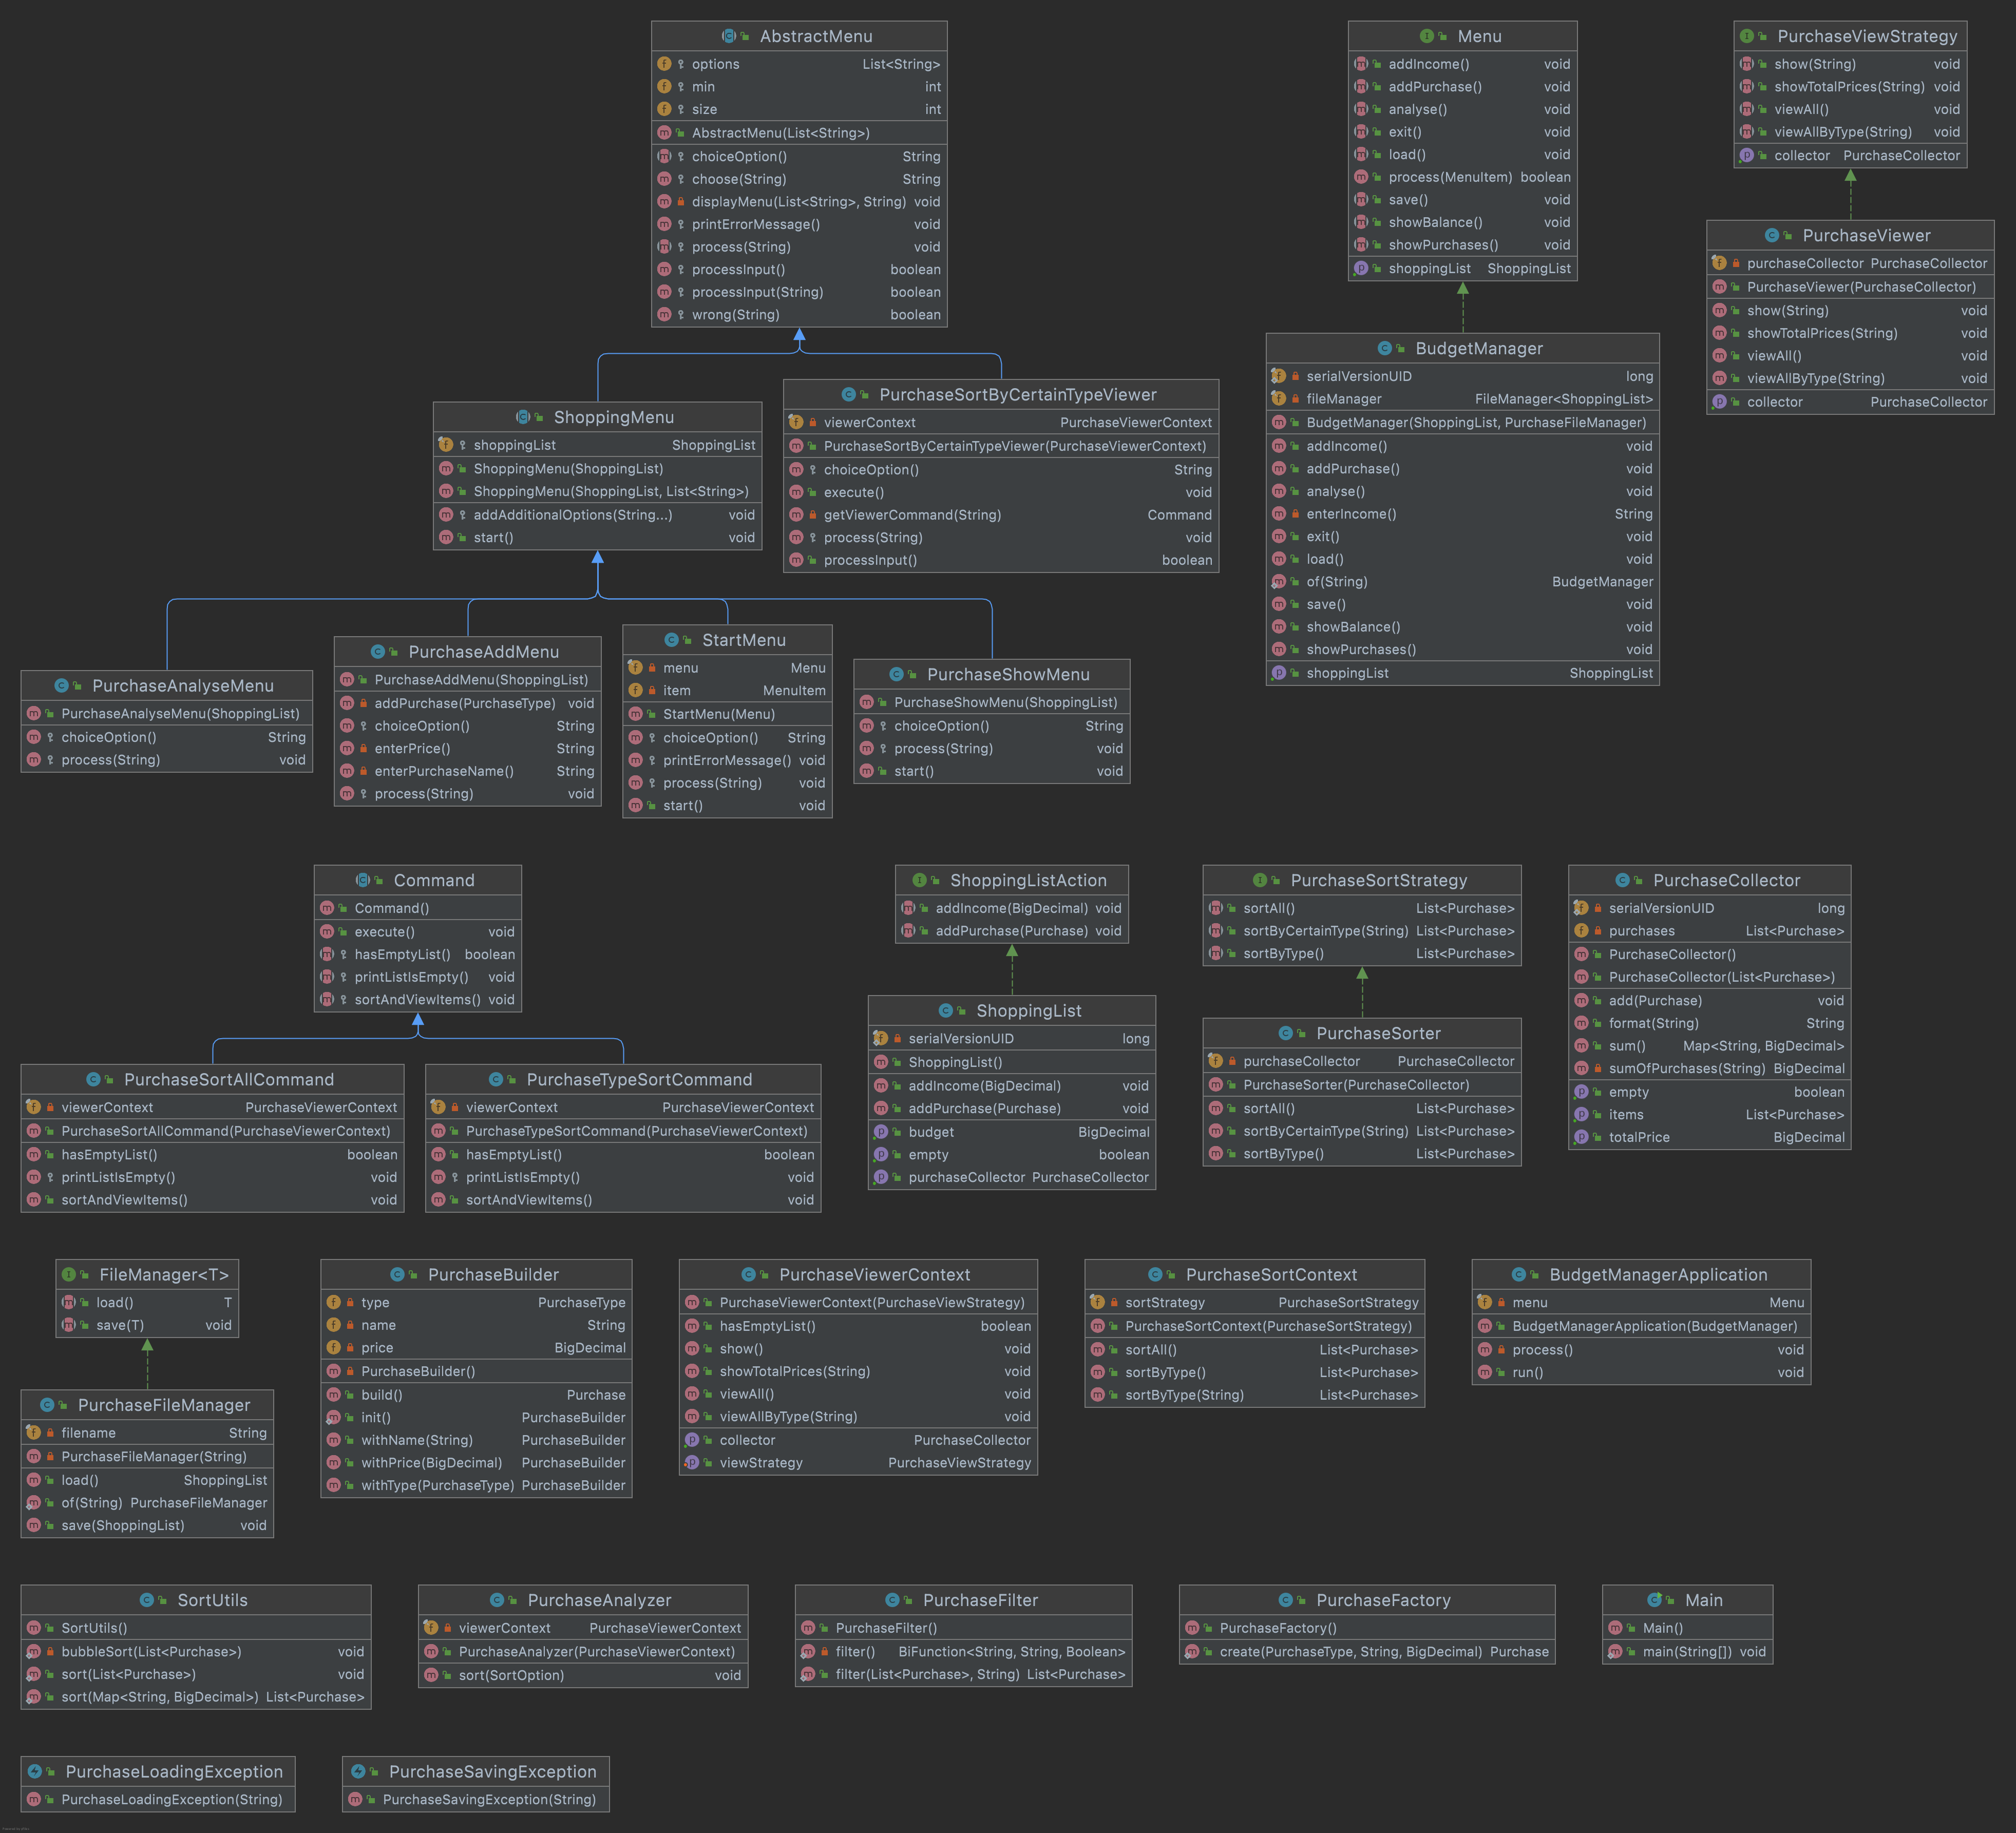 AbstractMenu
options List<String>
min int
size int
AbstractMenu(List<String>)
choiceOption() String
choose(String) String
displayMenu(List<String>, String) void
printErrorMessage() void
process(String) void
processInput() boolean
processInput(String) boolean
wrong(String) boolean
Menu
addIncome() void
addPurchase() void
analyse() void
exit() void
load() void
process(MenuItem) boolean
save() void
showBalance() void
showPurchases() void
shoppingList ShoppingList
PurchaseViewStrategy
show(String) void
showTotalPrices(String) void
viewAll() void
viewAllByType(String) void
collector PurchaseCollector
PurchaseViewer
purchaseCollector PurchaseCollector
PurchaseViewer(PurchaseCollector)
show(String) void
showTotalPrices(String) void
viewAll() void
viewAllByType(String) void
collector PurchaseCollector
BudgetManager
serialVersionUID long
fileManager FileManager<ShoppingList>
BudgetManager(ShoppingList, PurchaseFileManager)
addIncome() void
addPurchase() void
analyse() void
enterIncome() String
exit() void
load() void
of(String) BudgetManager
save() void
showBalance() void
showPurchases() void
shoppingList ShoppingList
ShoppingMenu
shoppingList ShoppingList
ShoppingMenu(ShoppingList)
ShoppingMenu(ShoppingList, List<String>)
addAdditionalOptions(String...) void
start() void
PurchaseSortByCertainTypeViewer
viewerContext PurchaseViewerContext
PurchaseSortByCertainTypeViewer(PurchaseViewerContext)
choiceOption() String
execute() void
getViewerCommand(String) Command
process(String) void
processInput() boolean
PurchaseAnalyseMenu
PurchaseAnalyseMenu(ShoppingList)
choiceOption() String
process(String) void
PurchaseAddMenu
PurchaseAddMenu(ShoppingList)
addPurchase(PurchaseType) void
choiceOption() String
enterPrice() String
enterPurchaseName() String
process(String) void
StartMenu
menu Menu
item MenuItem
StartMenu(Menu)
choiceOption() String
printErrorMessage() void
process(String) void
start() void
PurchaseShowMenu
PurchaseShowMenu(ShoppingList)
choiceOption() String
process(String) void
start() void
Command
Command()
execute() void
hasEmptyList() boolean
printListIsEmpty() void
sortAndViewItems() void
PurchaseSortAllCommand
viewerContext PurchaseViewerContext
PurchaseSortAllCommand(PurchaseViewerContext)
hasEmptyList() boolean
printListIsEmpty() void
sortAndViewItems() void
PurchaseTypeSortCommand
viewerContext PurchaseViewerContext
PurchaseTypeSortCommand(PurchaseViewerContext)
hasEmptyList() boolean
printListIsEmpty() void
sortAndViewItems() void
ShoppingListAction
addIncome(BigDecimal) void
addPurchase(Purchase) void
ShoppingList
serialVersionUID long
ShoppingList()
addIncome(BigDecimal) void
addPurchase(Purchase) void
budget BigDecimal
empty boolean
purchaseCollector PurchaseCollector
PurchaseSortStrategy
sortAll() List<Purchase>
sortByCertainType(String) List<Purchase>
sortByType() List<Purchase>
PurchaseSorter
purchaseCollector PurchaseCollector
PurchaseSorter(PurchaseCollector)
sortAll() List<Purchase>
sortByCertainType(String) List<Purchase>
sortByType() List<Purchase>
PurchaseCollector
serialVersionUID long
purchases List<Purchase>
PurchaseCollector()
PurchaseCollector(List<Purchase>)
add(Purchase) void
format(String) String
sum() Map<String, BigDecimal>
sumOfPurchases(String) BigDecimal
empty boolean
items List<Purchase>
totalPrice BigDecimal
FileManager<T>
load() T
save(T) void
PurchaseFileManager
filename String
PurchaseFileManager(String)
load() ShoppingList
of(String) PurchaseFileManager
save(ShoppingList) void
PurchaseBuilder
type PurchaseType
name String
price BigDecimal
PurchaseBuilder()
build() Purchase
init() PurchaseBuilder
withName(String) PurchaseBuilder
withPrice(BigDecimal) PurchaseBuilder
withType(PurchaseType) PurchaseBuilder
PurchaseViewerContext
PurchaseViewerContext(PurchaseViewStrategy)
hasEmptyList() boolean
show() void
showTotalPrices(String) void
viewAll() void
viewAllByType(String) void
collector PurchaseCollector
viewStrategy PurchaseViewStrategy
PurchaseSortContext
sortStrategy PurchaseSortStrategy
PurchaseSortContext(PurchaseSortStrategy)
sortAll() List<Purchase>
sortByType() List<Purchase>
sortByType(String) List<Purchase>
BudgetManagerApplication
menu Menu
BudgetManagerApplication(BudgetManager)
process() void
run() void
SortUtils
SortUtils()
bubbleSort(List<Purchase>) void
sort(List<Purchase>) void
sort(Map<String, BigDecimal>) List<Purchase>
PurchaseAnalyzer
viewerContext PurchaseViewerContext
PurchaseAnalyzer(PurchaseViewerContext)
sort(SortOption) void
PurchaseFilter
PurchaseFilter()
filter() BiFunction<String, String, Boolean>
filter(List<Purchase>, String) List<Purchase>
PurchaseFactory
PurchaseFactory()
create(PurchaseType, String, BigDecimal) Purchase
Main
Main()
main(String[]) void
PurchaseLoadingException
PurchaseLoadingException(String)
PurchaseSavingException
PurchaseSavingException(String)